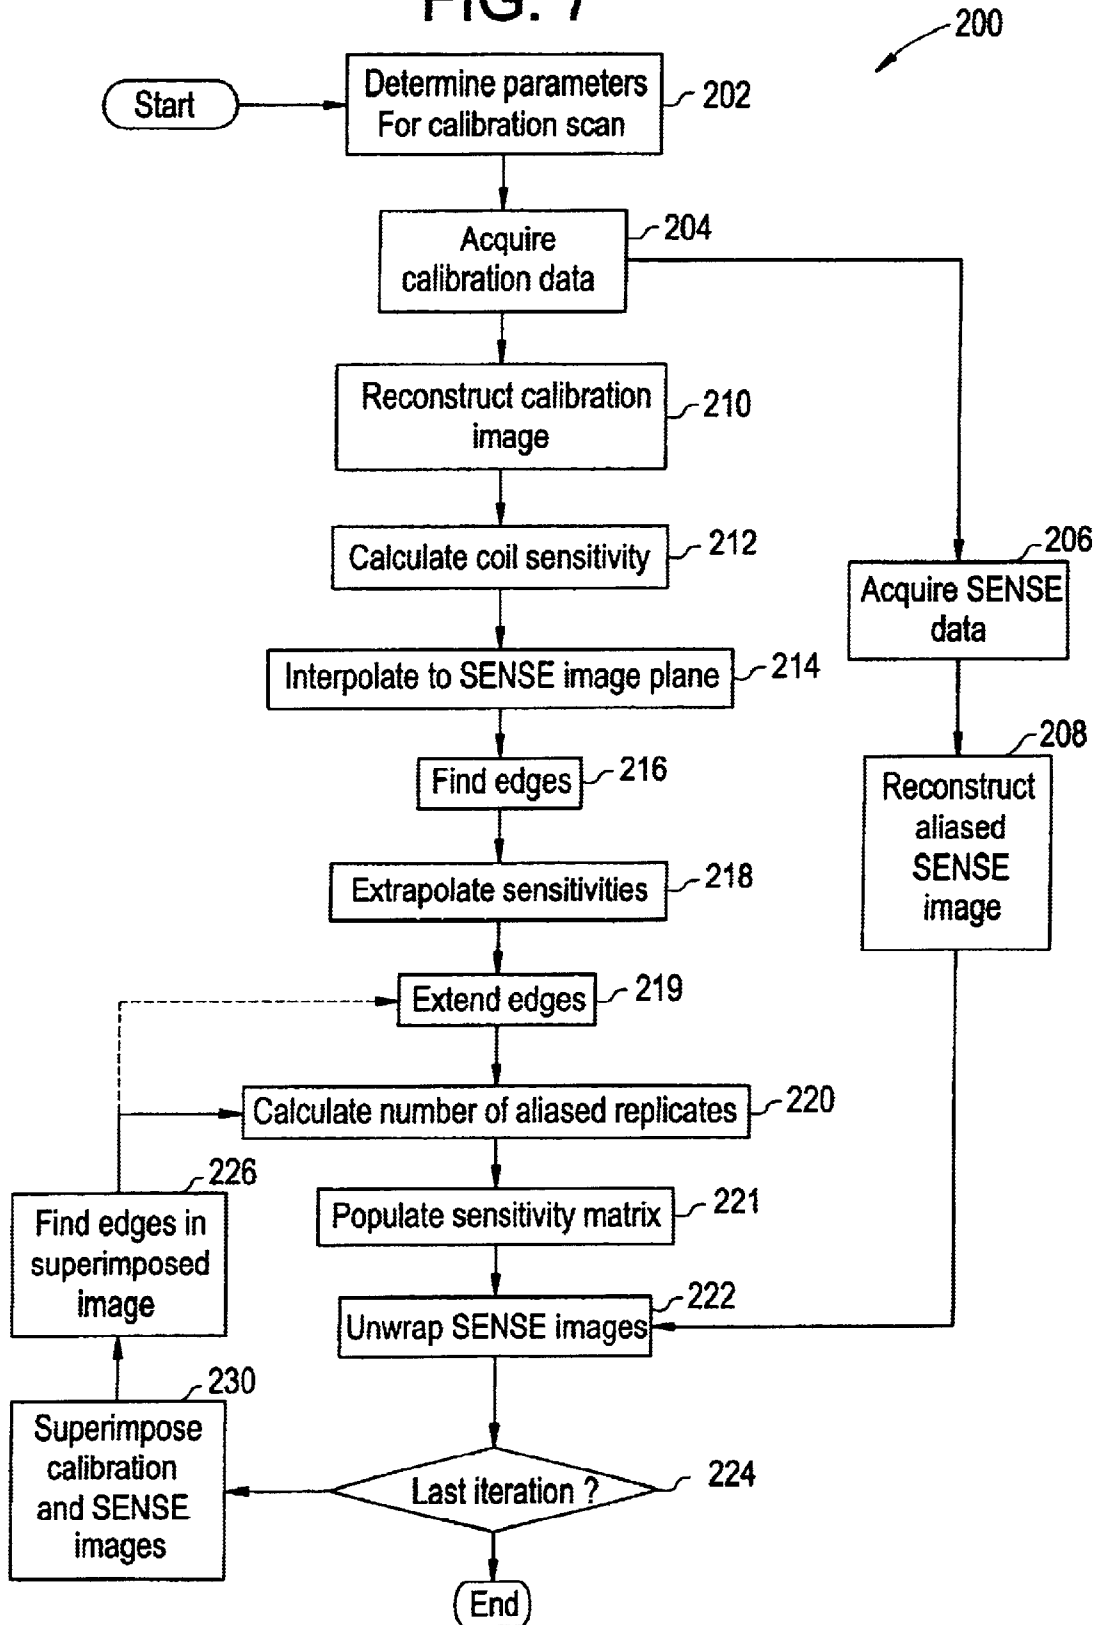 FIG. 7
200
Start
Determine parameters
For calibration scan
202
Acquire
calibration data
204
Reconstruct calibration
image
210
Calculate coil sensitivity
212
206
Acquire SENSE
data
Interpolate to SENSE image plane
214
208
Reconstruct
aliased
SENSE
image
Find edges
216
Extrapolate sensitivities
218
Extend edges
219
Calculate number of aliased replicates
220
226
Find edges in
superimposed
image
Populate sensitivity matrix
221
Unwrap SENSE images
222
230
Superimpose
calibration
and SENSE
images
Last iteration ?
224
End